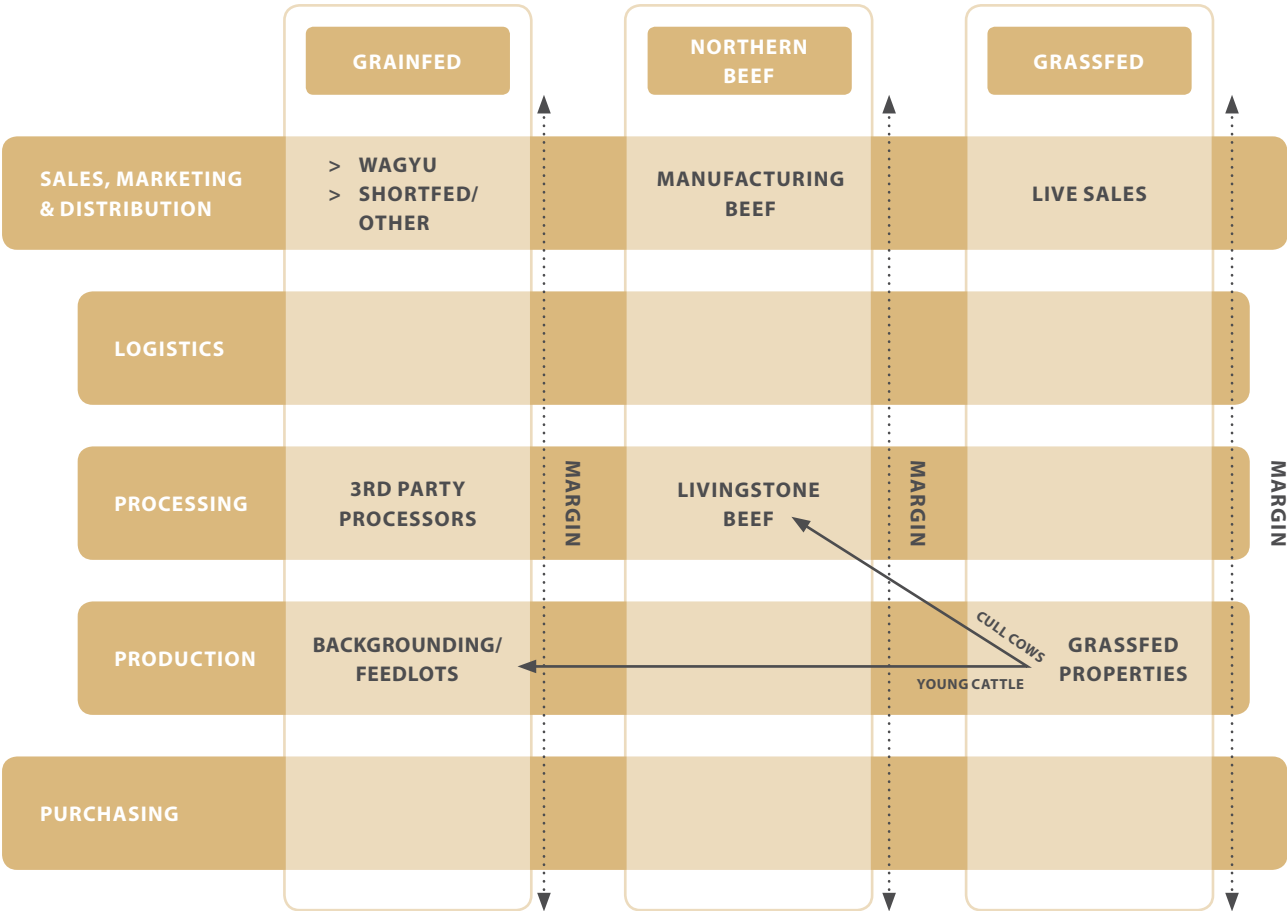 GRAINFED
NORTHERN
BEEF
GRASSFED
SALES, MARKETING
& DISTRIBUTION
> WAGYU
> SHORTFED/
OTHER
MANUFACTURING
BEEF
LIVE SALES
LOGISTICS
PROCESSING
3RD PARTY
PROCESSORS
MARGIN
LIVINGSTONE
BEEF
MARGIN
MARGIN
PRODUCTION
BACKGROUNDING/
FEEDLOTS
CULL COWS
YOUNG CATTLE
GRASSFED
PROPERTIES
PURCHASING